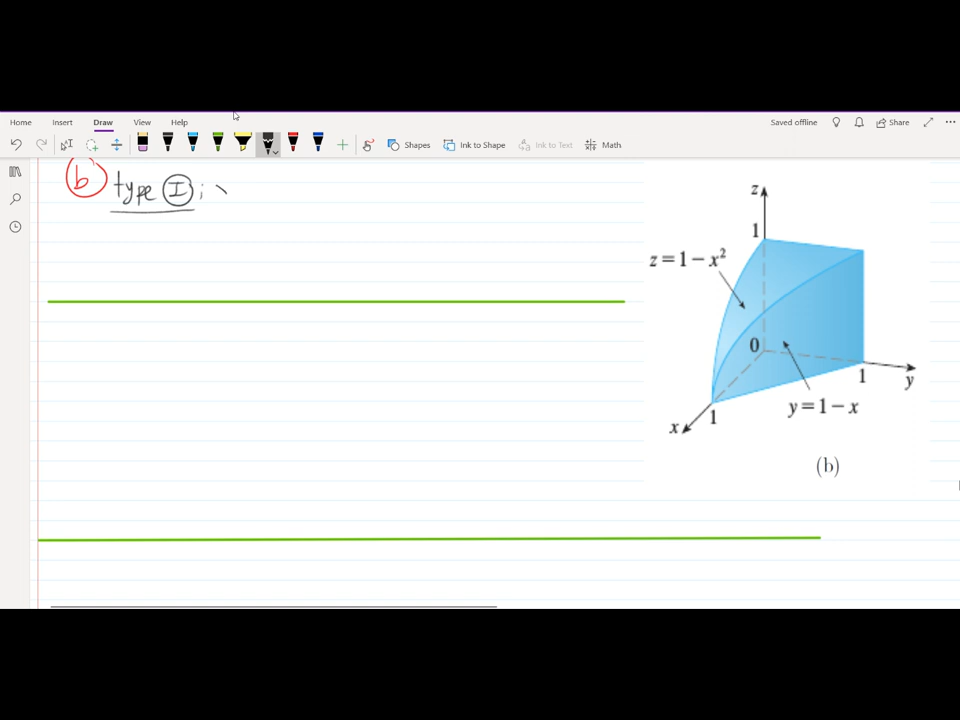 Home Insert Draw View Help
Saved offline Share
Shapes Ink to Shape Ink to Text Math
b type I ;
z
1
z = 1 − x²
0
1
y
y = 1 − x
1
x
(b)